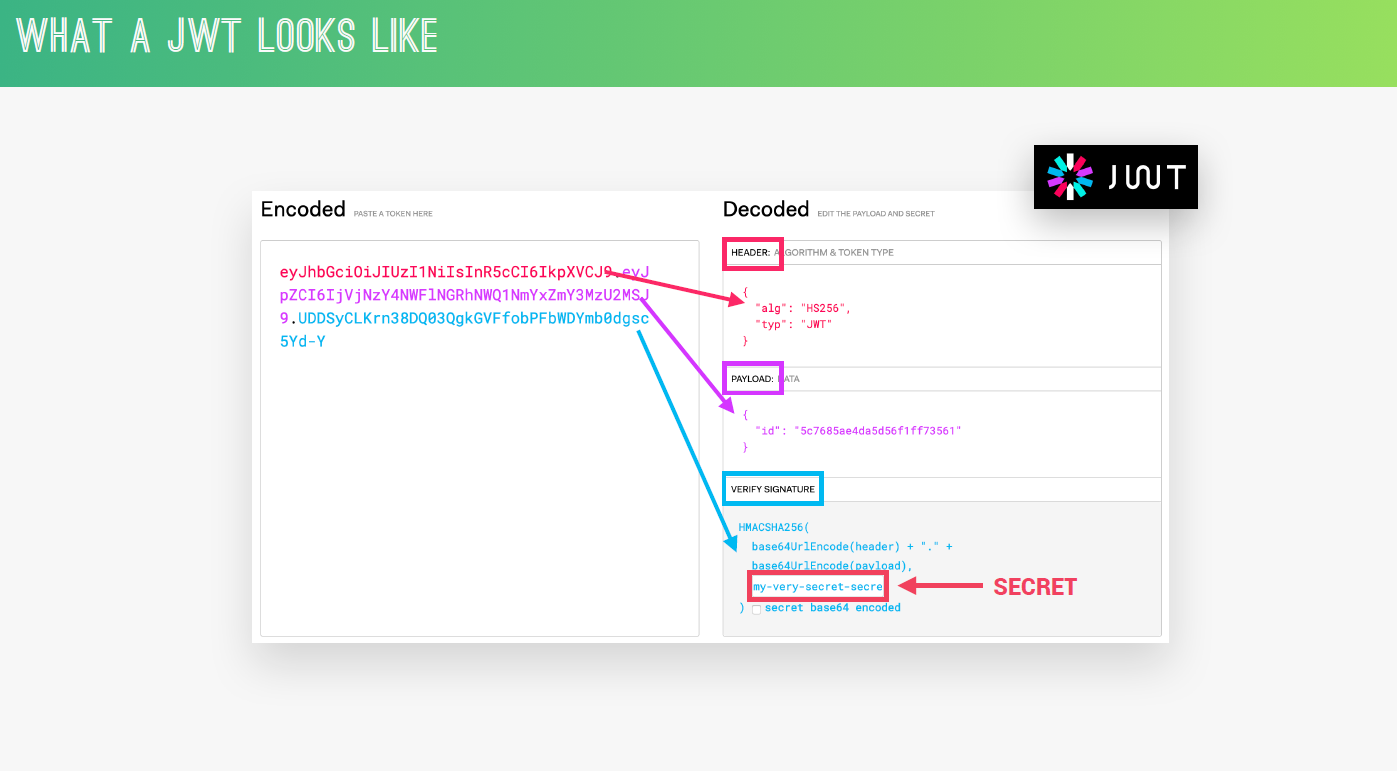 WHAT A JWT LOOKS LIKE
JWT
Encoded PASTE A TOKEN HERE
eyJhbGciOiJIUzI1NiIsInR5cCI6IkpXVCJ9.eyJ
pZCI6IjVjNzY4NWFlNGRhNWQ1NmYxZmY3MzU2MSJ
9.UDDSyCLKrn38DQ03QgkGVFfobPFbWDYmb0dgsc
5Yd-Y
Decoded EDIT THE PAYLOAD AND SECRET
HEADER: ALGORITHM & TOKEN TYPE
{
"alg": "HS256",
"typ": "JWT"
}
PAYLOAD: DATA
{
"id": "5c7685ae4da5d56f1ff73561"
}
VERIFY SIGNATURE
HMACSHA256(
base64UrlEncode(header) + "." +
base64UrlEncode(payload),
my-very-secret-secre
SECRET
) secret base64 encoded